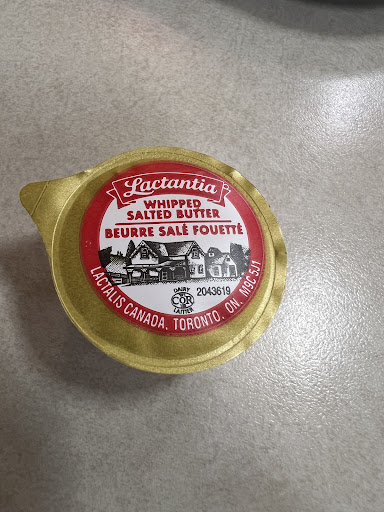 Lactantia
WHIPPED
SALTED BUTTER
BEURRE SALÉ FOUETTÉ
DAIRY
COR
LAITIER
2043619
LACTALIS CANADA, TORONTO, ON. M9C 5J1